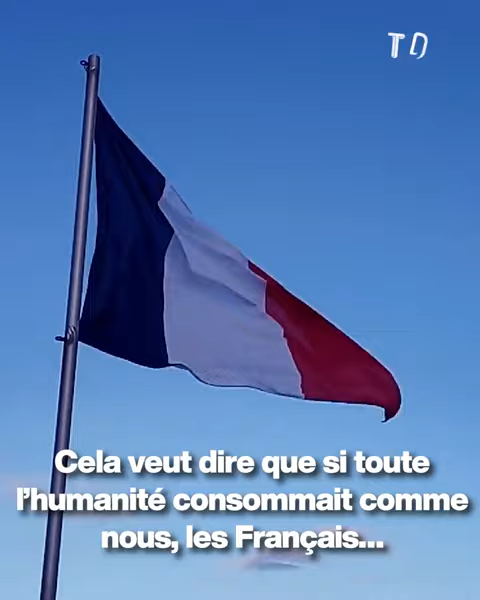 TD
Cela veut dire que si toute
l'humanité consommait comme
nous, les Français...